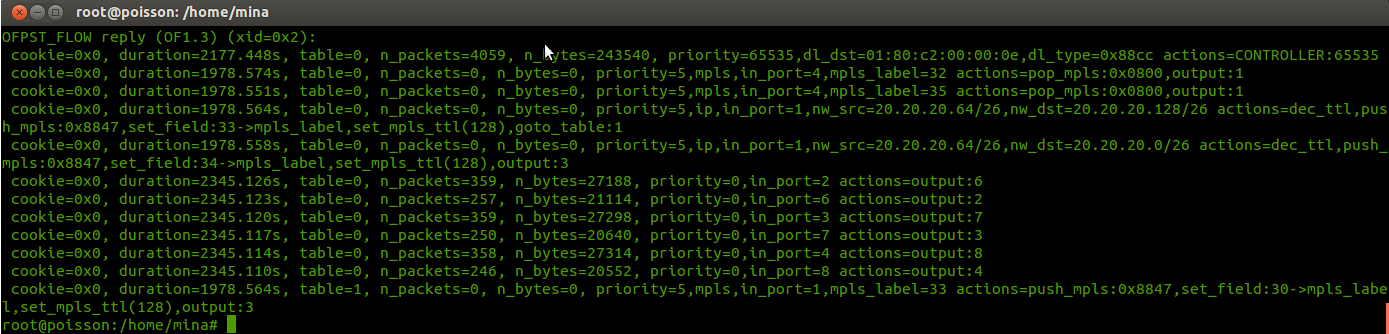 root@poisson: /home/mina
OFPST_FLOW reply (OF1.3) (xid=0x2):
 cookie=0x0, duration=2177.448s, table=0, n_packets=4059, n_bytes=243540, priority=65535,dl_dst=01:80:c2:00:00:0e,dl_type=0x88cc actions=CONTROLLER:65535
 cookie=0x0, duration=1978.574s, table=0, n_packets=0, n_bytes=0, priority=5,mpls,in_port=4,mpls_label=32 actions=pop_mpls:0x0800,output:1
 cookie=0x0, duration=1978.551s, table=0, n_packets=0, n_bytes=0, priority=5,mpls,in_port=4,mpls_label=35 actions=pop_mpls:0x0800,output:1
 cookie=0x0, duration=1978.564s, table=0, n_packets=0, n_bytes=0, priority=5,ip,in_port=1,nw_src=20.20.20.64/26,nw_dst=20.20.20.128/26 actions=dec_ttl,pus
h_mpls:0x8847,set_field:33->mpls_label,set_mpls_ttl(128),goto_table:1
 cookie=0x0, duration=1978.558s, table=0, n_packets=0, n_bytes=0, priority=5,ip,in_port=1,nw_src=20.20.20.64/26,nw_dst=20.20.20.0/26 actions=dec_ttl,push_
mpls:0x8847,set_field:34->mpls_label,set_mpls_ttl(128),output:3
 cookie=0x0, duration=2345.126s, table=0, n_packets=359, n_bytes=27188, priority=0,in_port=2 actions=output:6
 cookie=0x0, duration=2345.123s, table=0, n_packets=257, n_bytes=21114, priority=0,in_port=6 actions=output:2
 cookie=0x0, duration=2345.120s, table=0, n_packets=359, n_bytes=27298, priority=0,in_port=3 actions=output:7
 cookie=0x0, duration=2345.117s, table=0, n_packets=250, n_bytes=20640, priority=0,in_port=7 actions=output:3
 cookie=0x0, duration=2345.114s, table=0, n_packets=358, n_bytes=27314, priority=0,in_port=4 actions=output:8
 cookie=0x0, duration=2345.110s, table=0, n_packets=246, n_bytes=20552, priority=0,in_port=8 actions=output:4
 cookie=0x0, duration=1978.564s, table=1, n_packets=0, n_bytes=0, priority=5,mpls,in_port=1,mpls_label=33 actions=push_mpls:0x8847,set_field:30->mpls_labe
l,set_mpls_ttl(128),output:3
root@poisson:/home/mina#